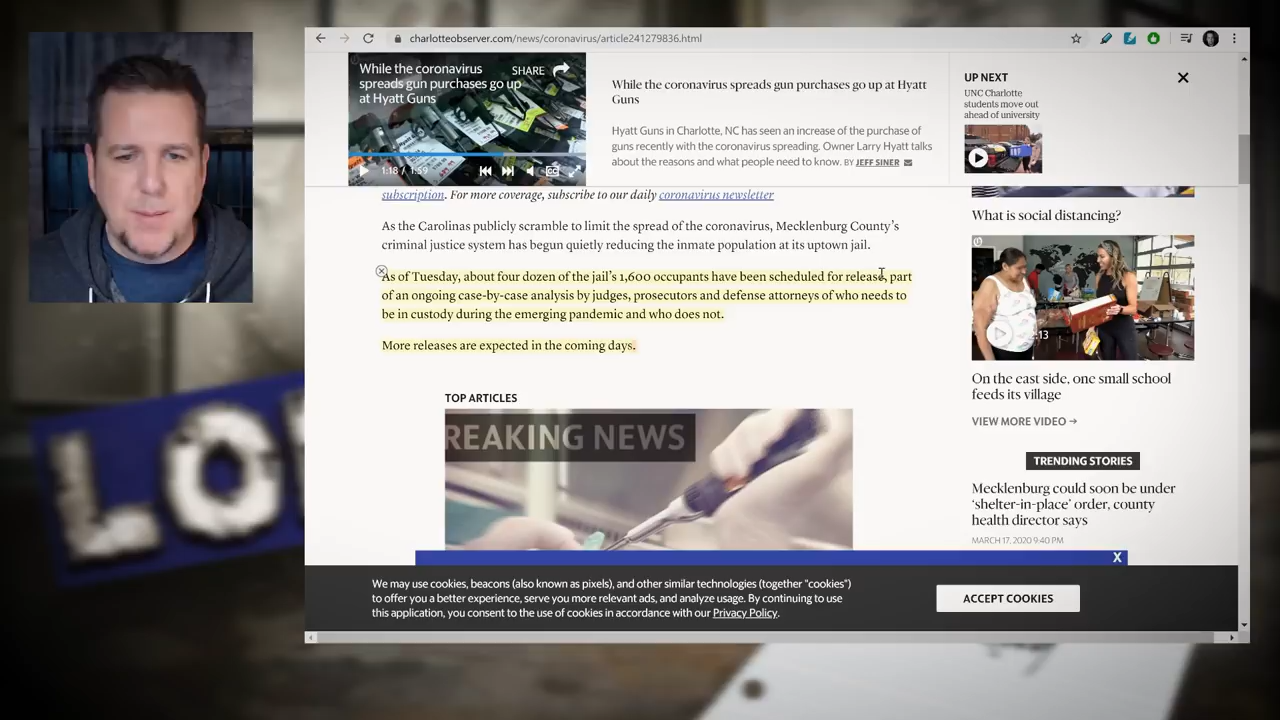 charlotteobserver.com/news/coronavirus/article241279836.html
While the coronavirus
spreads gun purchases go up
at Hyatt Guns
SHARE
1:18 / 1:59
While the coronavirus spreads gun purchases go up at Hyatt
Guns
Hyatt Guns in Charlotte, NC has seen an increase of the purchase of
guns recently with the coronavirus spreading. Owner Larry Hyatt talks
about the reasons and what people need to know. BY JEFF SINER
UP NEXT
UNC Charlotte
students move out
ahead of university
subscription. For more coverage, subscribe to our daily coronavirus newsletter
As the Carolinas publicly scramble to limit the spread of the coronavirus, Mecklenburg County's
criminal justice system has begun quietly reducing the inmate population at its uptown jail.
As of Tuesday, about four dozen of the jail's 1,600 occupants have been scheduled for release, part
of an ongoing case-by-case analysis by judges, prosecutors and defense attorneys of who needs to
be in custody during the emerging pandemic and who does not.
More releases are expected in the coming days.
TOP ARTICLES
REAKING NEWS
What is social distancing?
:13
On the east side, one small school
feeds its village
VIEW MORE VIDEO →
TRENDING STORIES
Mecklenburg could soon be under
‘shelter-in-place’ order, county
health director says
MARCH 17, 2020 9:40 PM
X
We may use cookies, beacons (also known as pixels), and other similar technologies (together "cookies")
to offer you a better experience, serve you more relevant ads, and analyze usage. By continuing to use
this application, you consent to the use of cookies in accordance with our Privacy Policy.
ACCEPT COOKIES
LO